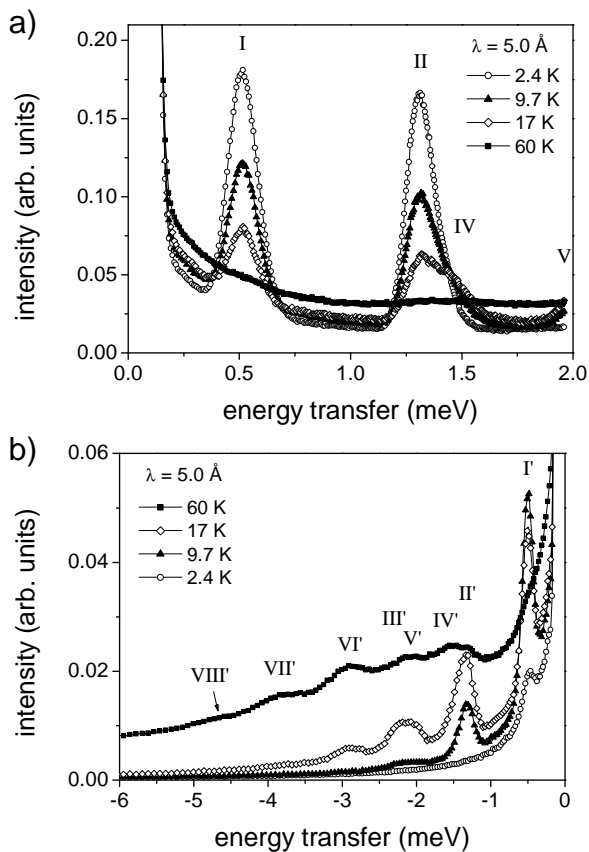 a)
0.20
0.15
0.10
0.05
0.00
intensity (arb. units)
I
II
IV
V
λ = 5.0 Å
2.4 K
9.7 K
17 K
60 K
0.0 0.5 1.0 1.5 2.0
energy transfer (meV)
b)
0.06
0.04
0.02
0.00
intensity (arb. units)
λ = 5.0 Å
60 K
17 K
9.7 K
2.4 K
I'
II'
III' IV'
V'
VI'
VII'
VIII'
-6 -5 -4 -3 -2 -1 0
energy transfer (meV)